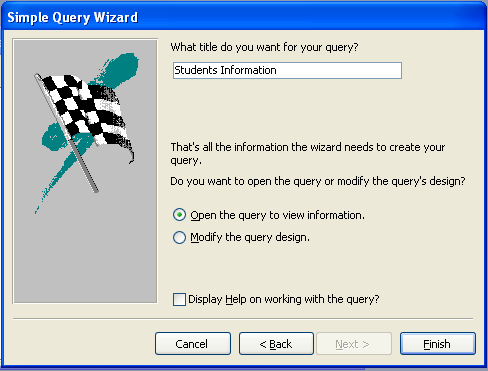 Simple Query Wizard
What title do you want for your query?
Students Information
That's all the information the wizard needs to create your
query.
Do you want to open the query or modify the query's design?
Open the query to view information.
Modify the query design.
Display Help on working with the query?
Cancel
< Back
Next >
Finish